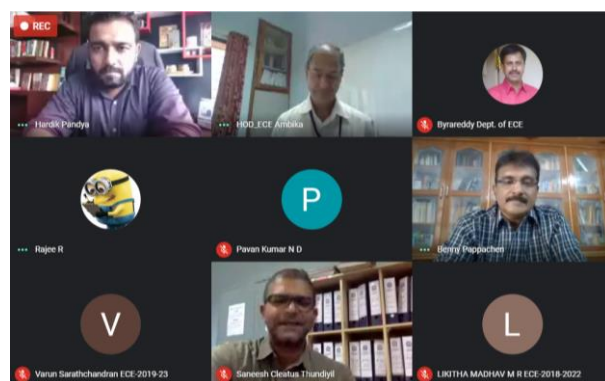 REC
Hardik Pandya
HOD_ECE Ambika
Byrareddy Dept. of ECE
Rajee R
P
Pavan Kumar N D
Benny Pappachen
V
Varun Sarathchandran ECE-2019-23
Saneesh Cleatus Thundiyil
L
LIKITHA MADHAV M R ECE-2018-2022